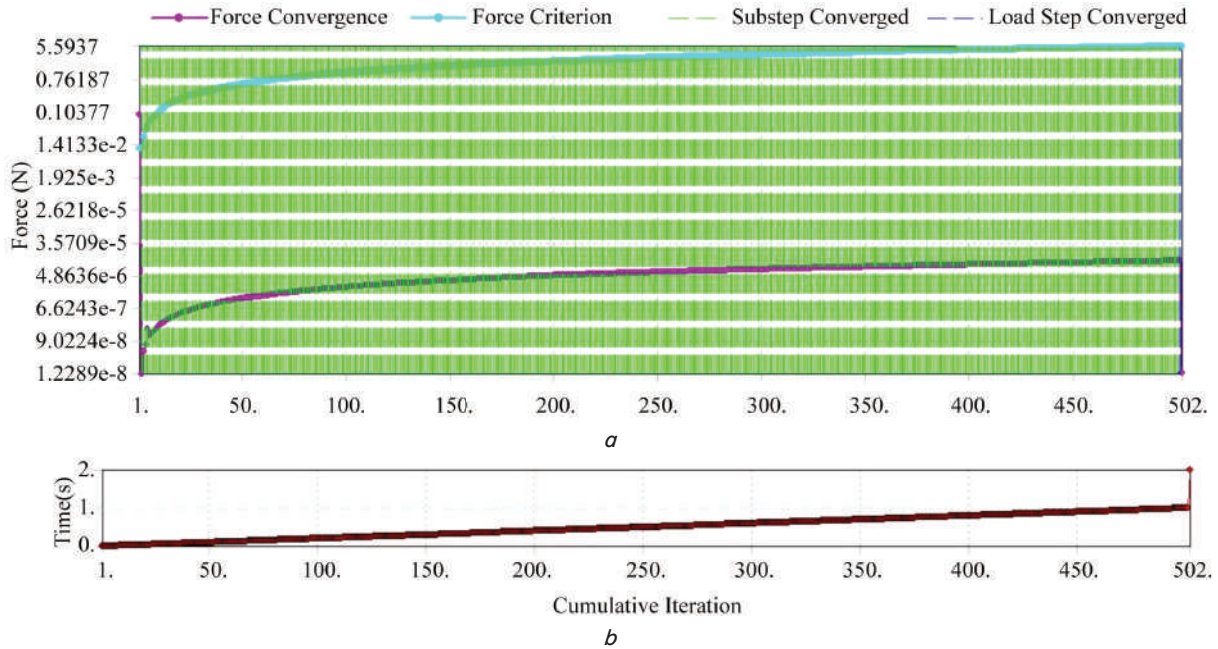 Force Convergence Force Criterion Substep Converged Load Step Converged
5.5937
0.76187
0.10377
1.4133e-2
1.925e-3
2.6218e-5
3.5709e-5
4.8636e-6
6.6243e-7
9.0224e-8
1.2289e-8
Force (N)
1. 50. 100. 150. 200. 250. 300. 350. 400. 450. 502.
a
2.
1.
0.
Time(s)
1. 50. 100. 150. 200. 250. 300. 350. 400. 450. 502.
Cumulative Iteration
b